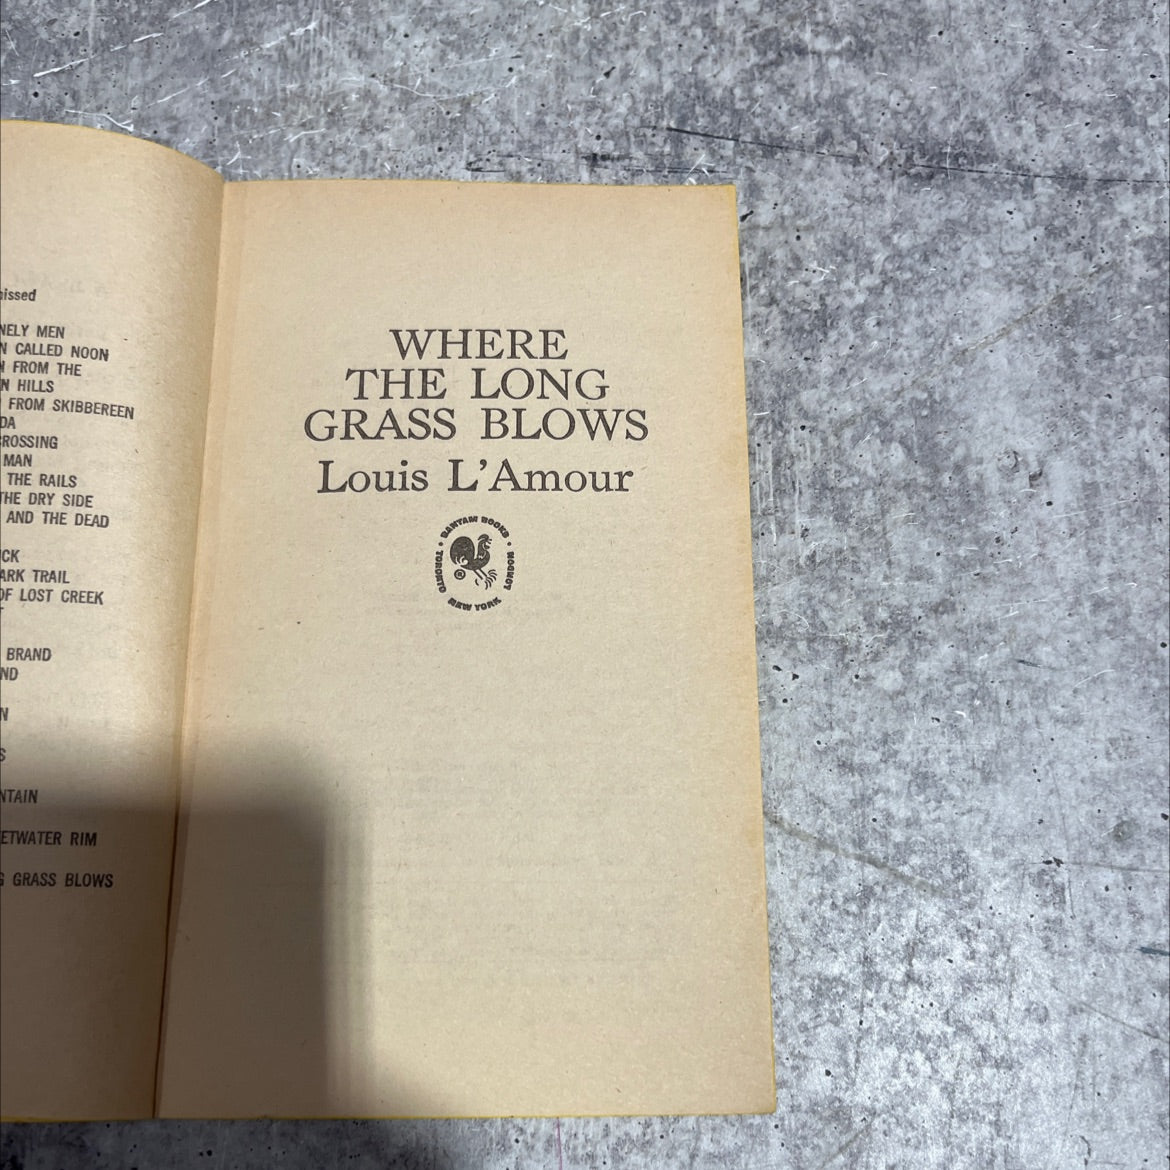 issed
NELY MEN
N CALLED NOON
N FROM THE
N HILLS
FROM SKIBBEREEN
DA
CROSSING
MAN
THE RAILS
THE DRY SIDE
AND THE DEAD
CK
ARK TRAIL
OF LOST CREEK
BRAND
ND
N
S
NTAIN
ETWATER RIM
G GRASS BLOWS
WHERE
THE LONG
GRASS BLOWS
Louis L'Amour
BANTAM BOOKS
TORONTO • NEW YORK • LONDON
®